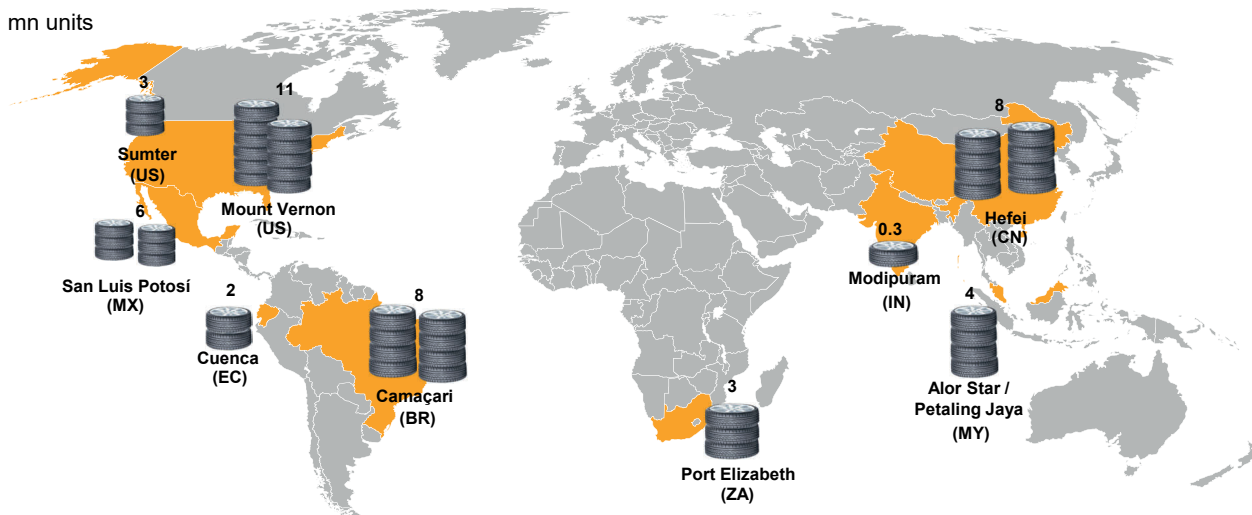 mn units
3
Sumter
(US)
11
Mount Vernon
(US)
6
San Luis Potosí
(MX)
2
Cuenca
(EC)
8
Camaçari
(BR)
3
Port Elizabeth
(ZA)
8
Hefei
(CN)
0.3
Modipuram
(IN)
4
Alor Star /
Petaling Jaya
(MY)